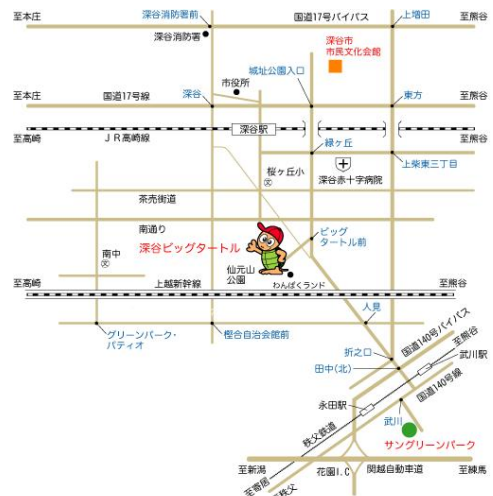 至本庄
深谷消防署前
国道17号バイパス
上増田
至熊谷
深谷消防署
深谷市
市民文化会館
市役所
城址公園入口
至本庄
国道17号線
深谷
東方
至熊谷
深谷駅
至高崎
JR高崎線
緑ヶ丘
至熊谷
桜ヶ丘小
文
深谷赤十字病院
上柴東三丁目
茶売街道
南通り
深谷ビッグタートル
ビッグ
タートル前
南中
文
仙元山
公園
わんぱくランド
至高崎
上越新幹線
至熊谷
人見
グリーンパーク・
パティオ
樫合自治会館前
国道140号バイパス
至熊谷
折之口
田中(北)
武川駅
国道140号線
永田駅
武川
秩父鉄道
サングリーンパーク
至新潟
花園I.C
関越自動車道
至練馬
至寄居
至秩父